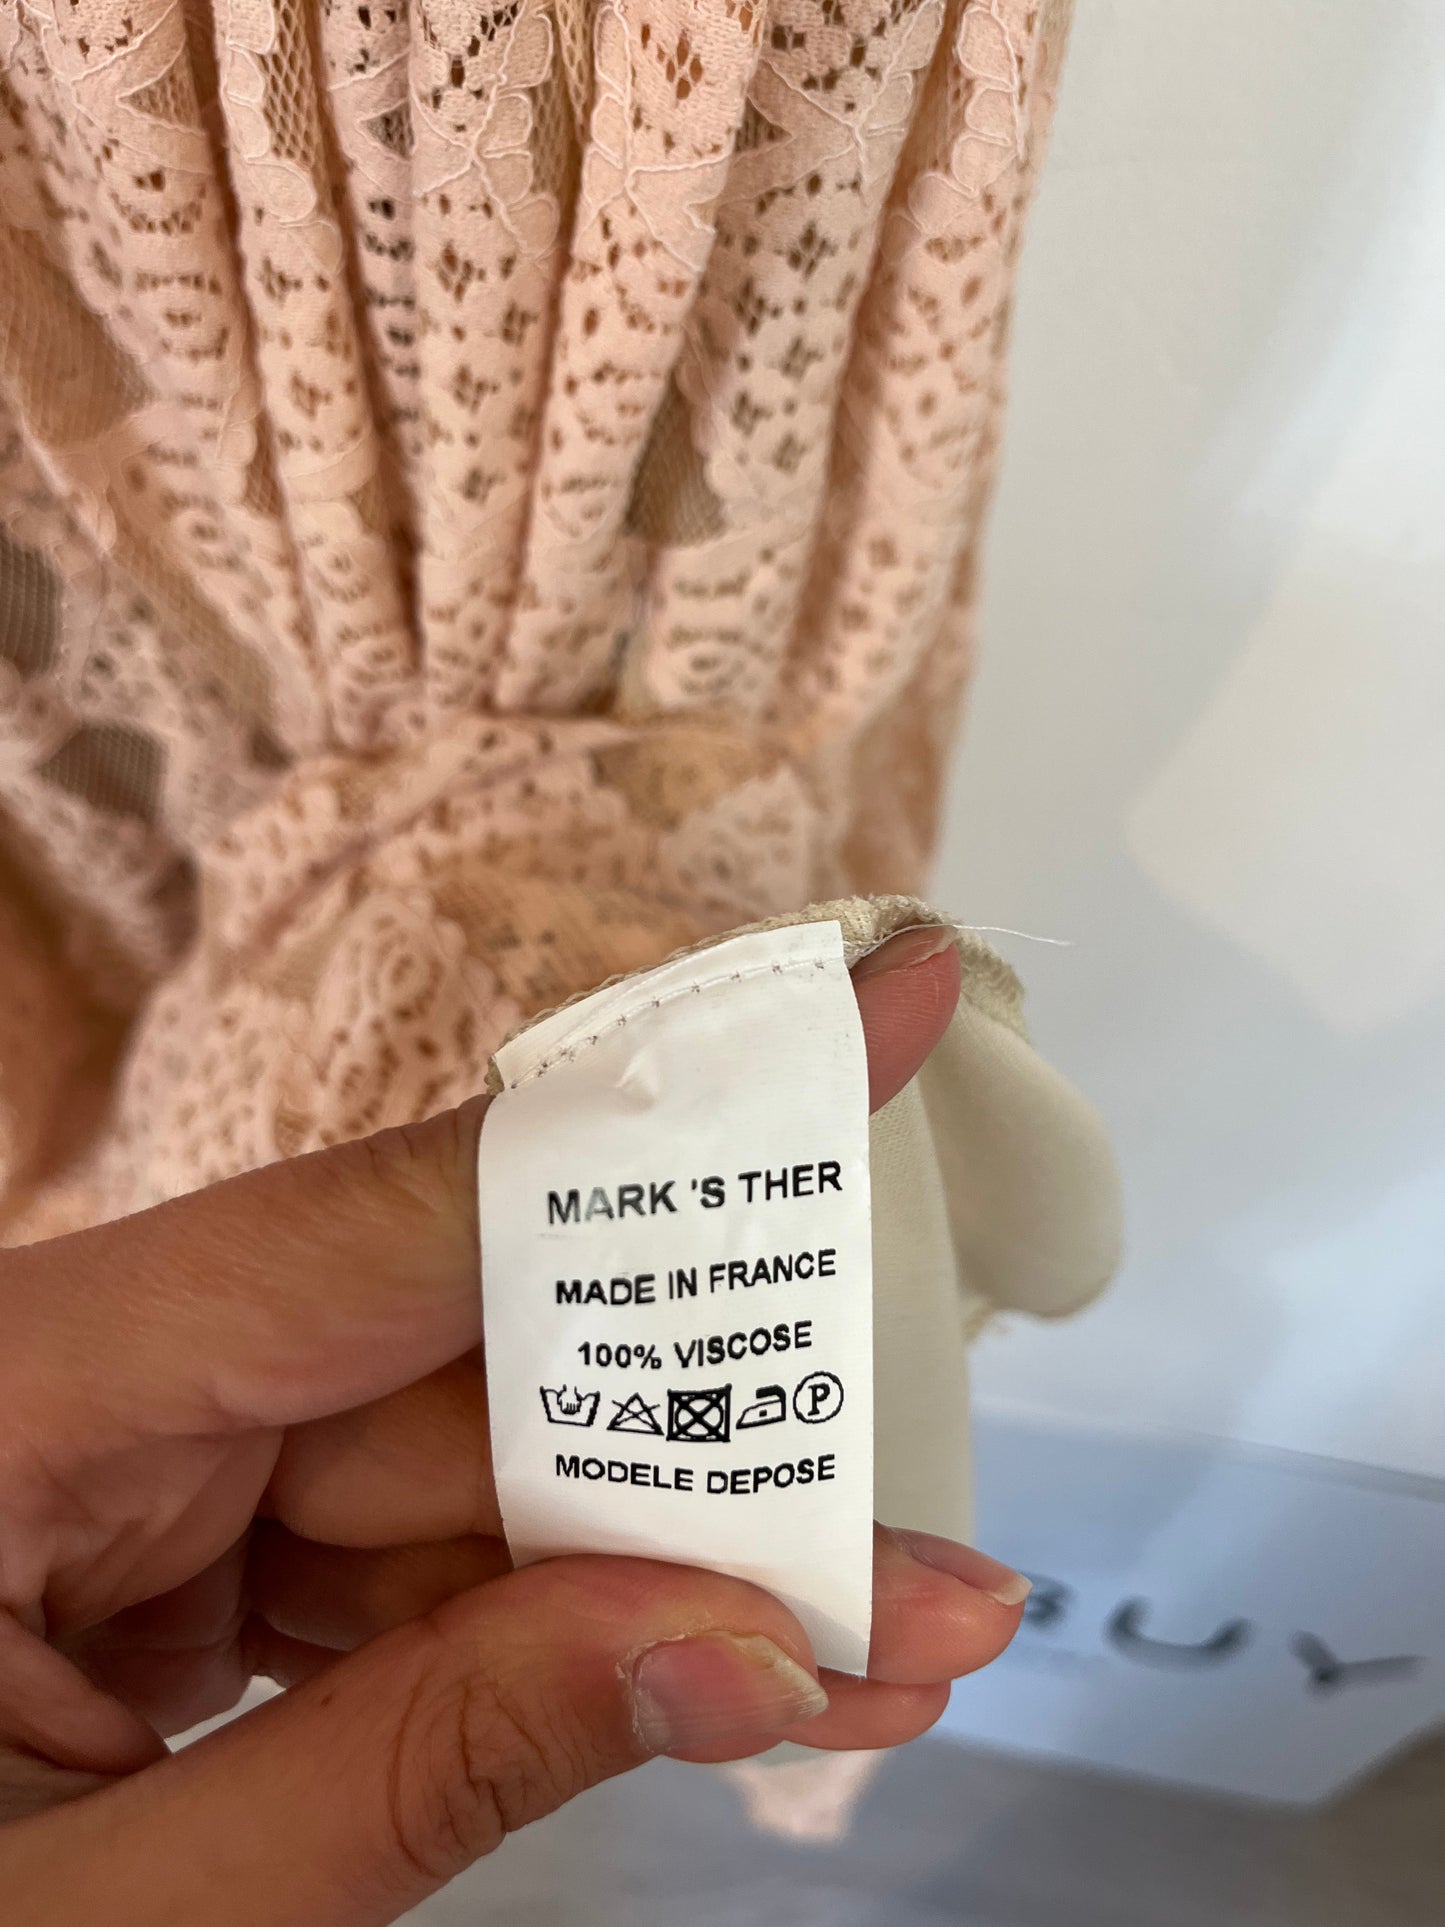 MARK 'S THER
MADE IN FRANCE
100% VISCOSE
P
MODELE DEPOSE
BUY